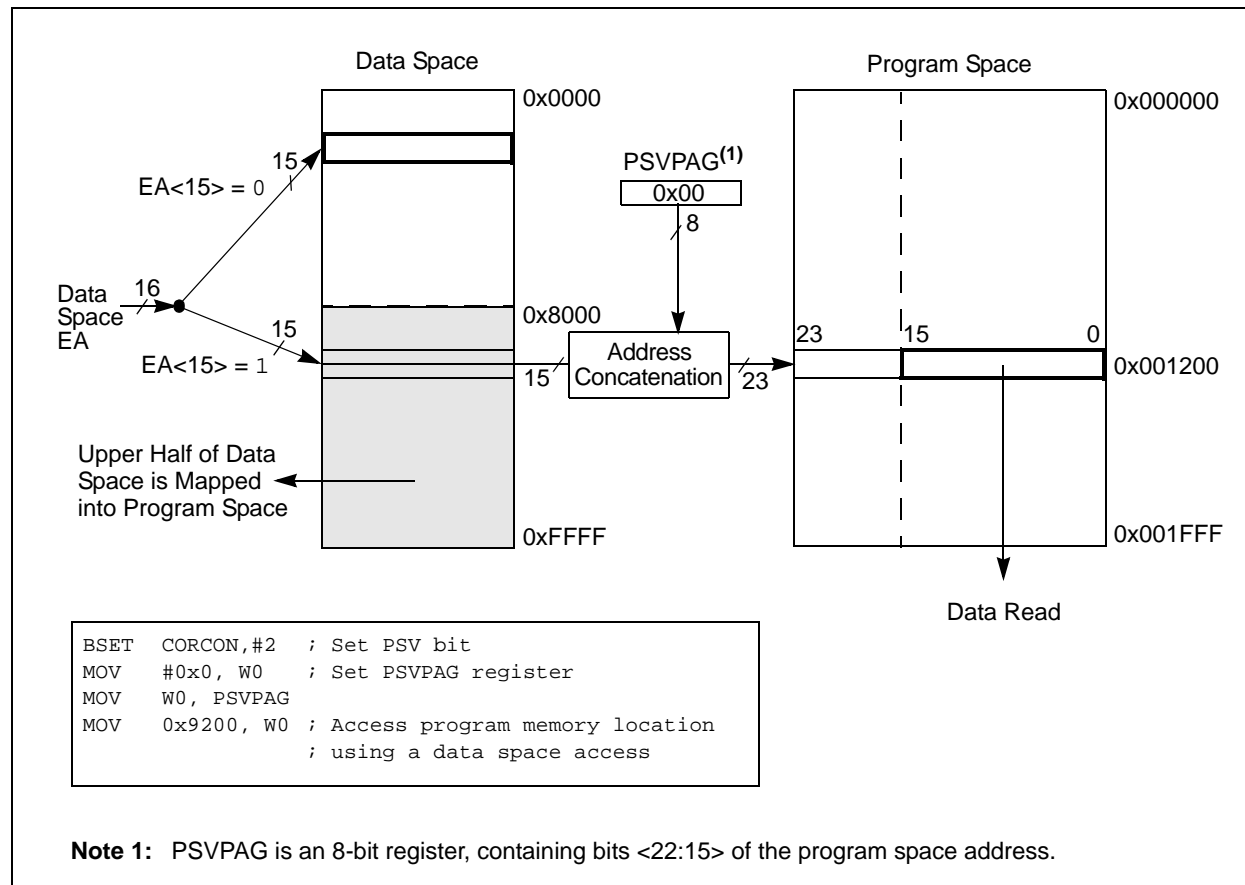 Data Space
Program Space
0x0000
0x000000
PSVPAG(1)
0x00
8
15
EA<15> = 0
16
Data
Space
EA
15
EA<15> = 1
0x8000
15
Address
Concatenation
23
23 15 0
0x001200
Upper Half of Data
Space is Mapped
into Program Space
0xFFFF
0x001FFF
Data Read
BSET CORCON,#2 ; Set PSV bit
MOV #0x0, W0 ; Set PSVPAG register
MOV W0, PSVPAG
MOV 0x9200, W0 ; Access program memory location
; using a data space access
Note 1: PSVPAG is an 8-bit register, containing bits <22:15> of the program space address.